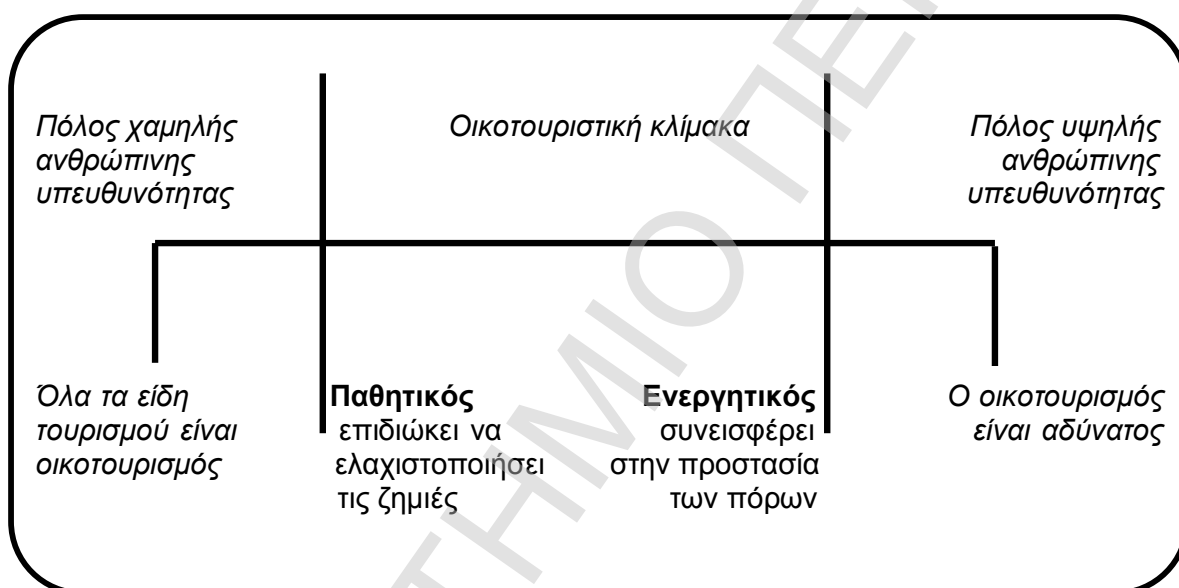 Πόλος χαμηλής
ανθρώπινης
υπευθυνότητας
Οικοτουριστική κλίμακα
Πόλος υψηλής
ανθρώπινης
υπευθυνότητας
Όλα τα είδη
τουρισμού είναι
οικοτουρισμός
Παθητικός
επιδιώκει να
ελαχιστοποιήσει
τις ζημιές
Ενεργητικός
συνεισφέρει
στην προστασία
των πόρων
Ο οικοτουρισμός
είναι αδύνατος